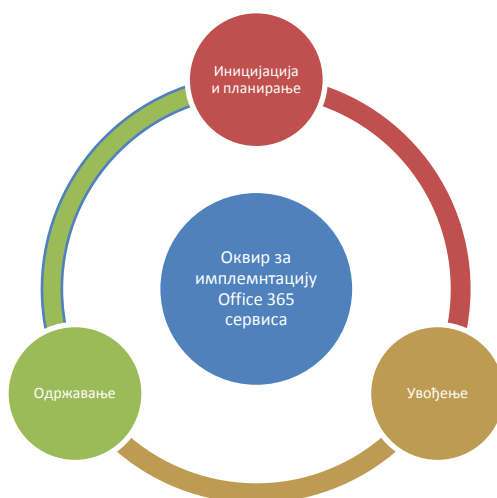 Иницијација
и планирање
Оквир за
имплемнтацију
Office 365
сервиса
Одржавање
Увођење